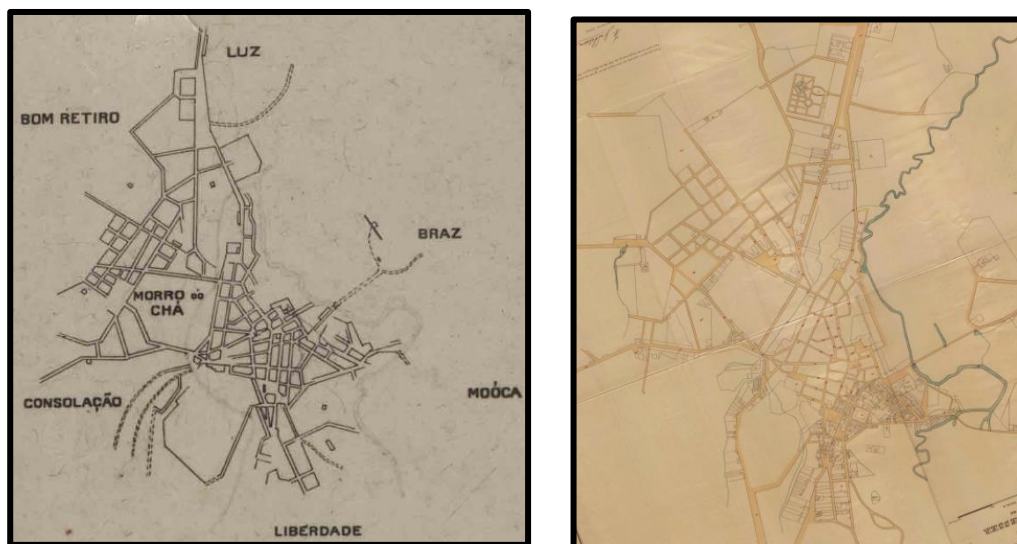 LUZ
BOM RETIRO
BRAZ
MORRO DO
CHÁ
CONSOLAÇÃO
MOÓCA
LIBERDADE